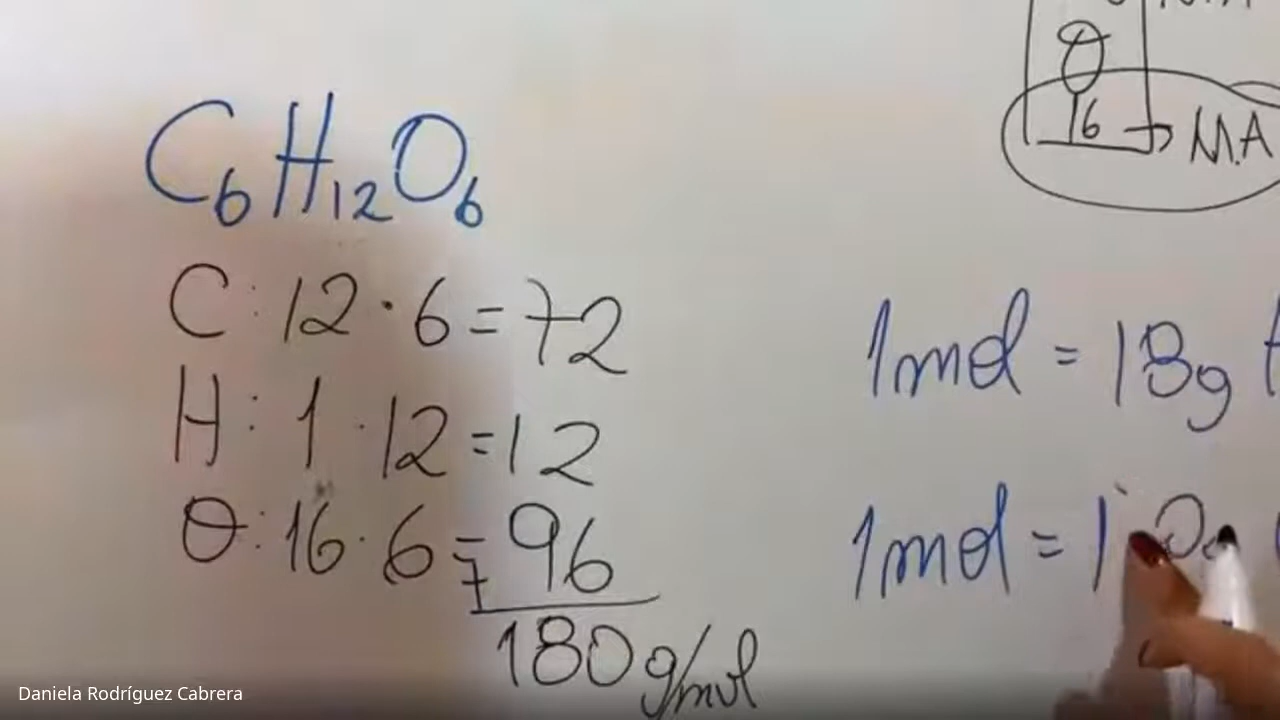 C6H12O6
C: 12 · 6 = 72
H: 1 · 12 = 12
O: 16 · 6 = 96
+
180 g/mol
O
16 → M.A
1mol = 18g
1mol = 1
Daniela Rodríguez Cabrera